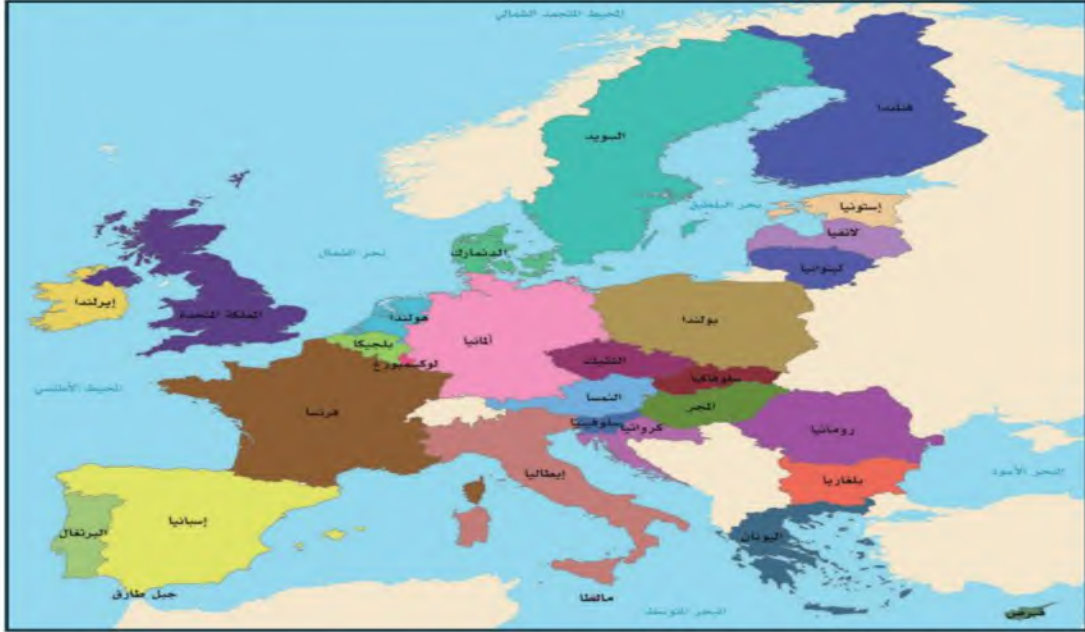 المحيط المتجمد الشمالي
فنلندا
السويد
إستونيا
بحر البلطيق
لاتفيا
ليتوانيا
بحر الشمال
الدنمارك
إيرلندا
المملكة المتحدة
هولندا
بولندا
ألمانيا
بلجيكا
لوكسمبورغ
التشيك
سلوفاكيا
المحيط الأطلسي
فرنسا
النمسا
المجر
سلوفينيا
كرواتيا
رومانيا
إيطاليا
بلغاريا
البحر الأسود
إسبانيا
البرتغال
اليونان
جبل طارق
مالطا
البحر المتوسط
قبرص